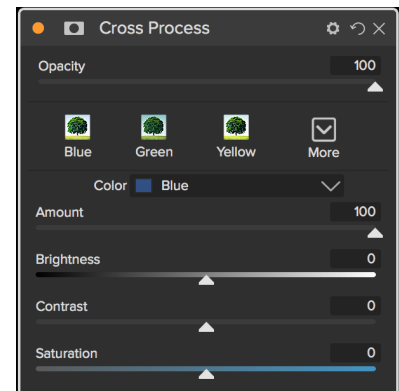 Cross Process
Opacity 100
Blue Green Yellow More
Color Blue
Amount 100
Brightness 0
Contrast 0
Saturation 0